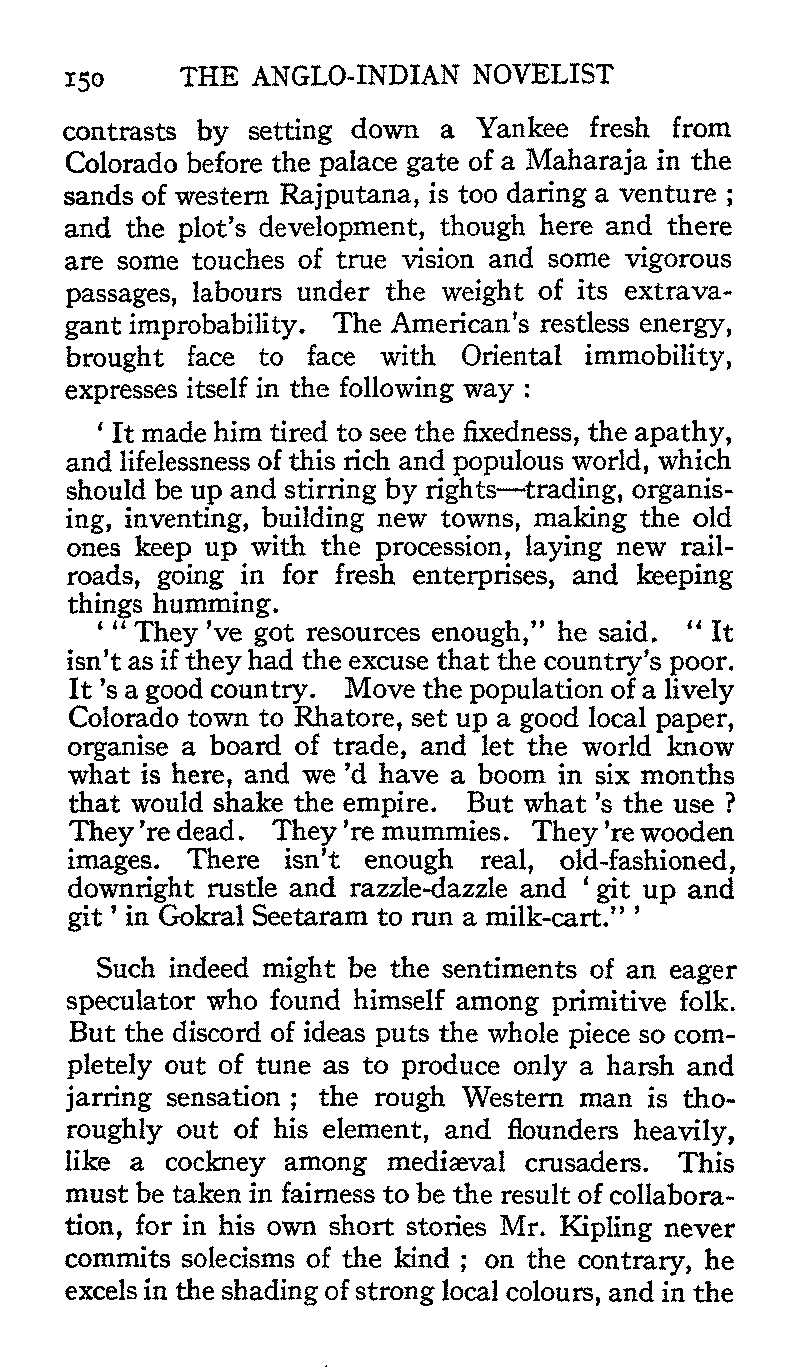 150 THE ANGLO-INDIAN NOVELIST
contrasts by setting down a Yankee fresh from
Colorado before the palace gate of a Maharaja in the
sands of western Rajputana, is too daring a venture ;
and the plot's development, though here and there
are some touches of true vision and some vigorous
passages, labours under the weight of its extrava-
gant improbability. The American's restless energy,
brought face to face with Oriental immobility,
expresses itself in the following way :
‘ It made him tired to see the fixedness, the apathy,
and lifelessness of this rich and populous world, which
should be up and stirring by rights—trading, organis-
ing, inventing, building new towns, making the old
ones keep up with the procession, laying new rail-
roads, going in for fresh enterprises, and keeping
things humming.
‘ “ They 've got resources enough,” he said. “ It
isn't as if they had the excuse that the country's poor.
It 's a good country. Move the population of a lively
Colorado town to Rhatore, set up a good local paper,
organise a board of trade, and let the world know
what is here, and we 'd have a boom in six months
that would shake the empire. But what 's the use ?
They 're dead. They 're mummies. They 're wooden
images. There isn't enough real, old-fashioned,
downright rustle and razzle-dazzle and ‘ git up and
git ’ in Gokral Seetaram to run a milk-cart.” ’
Such indeed might be the sentiments of an eager
speculator who found himself among primitive folk.
But the discord of ideas puts the whole piece so com-
pletely out of tune as to produce only a harsh and
jarring sensation ; the rough Western man is tho-
roughly out of his element, and flounders heavily,
like a cockney among mediæval crusaders. This
must be taken in fairness to be the result of collabora-
tion, for in his own short stories Mr. Kipling never
commits solecisms of the kind ; on the contrary, he
excels in the shading of strong local colours, and in the